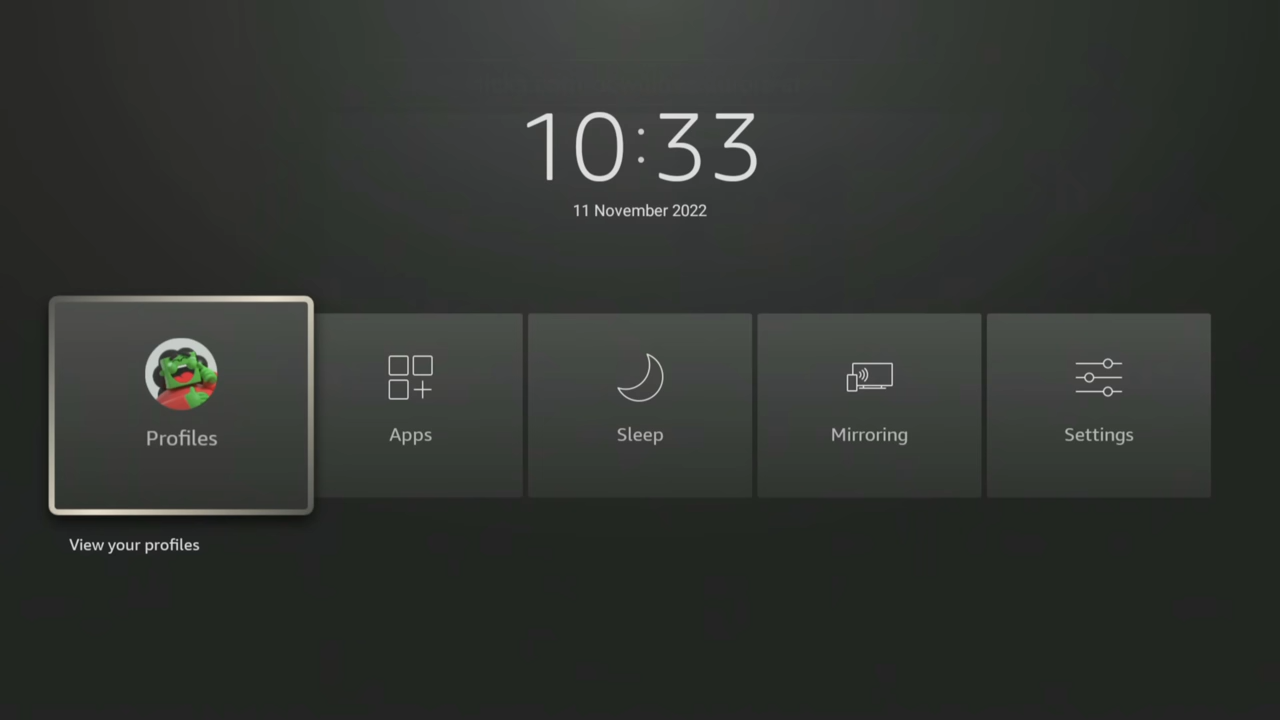 10:33
11 November 2022
Profiles
Apps
Sleep
Mirroring
Settings
View your profiles